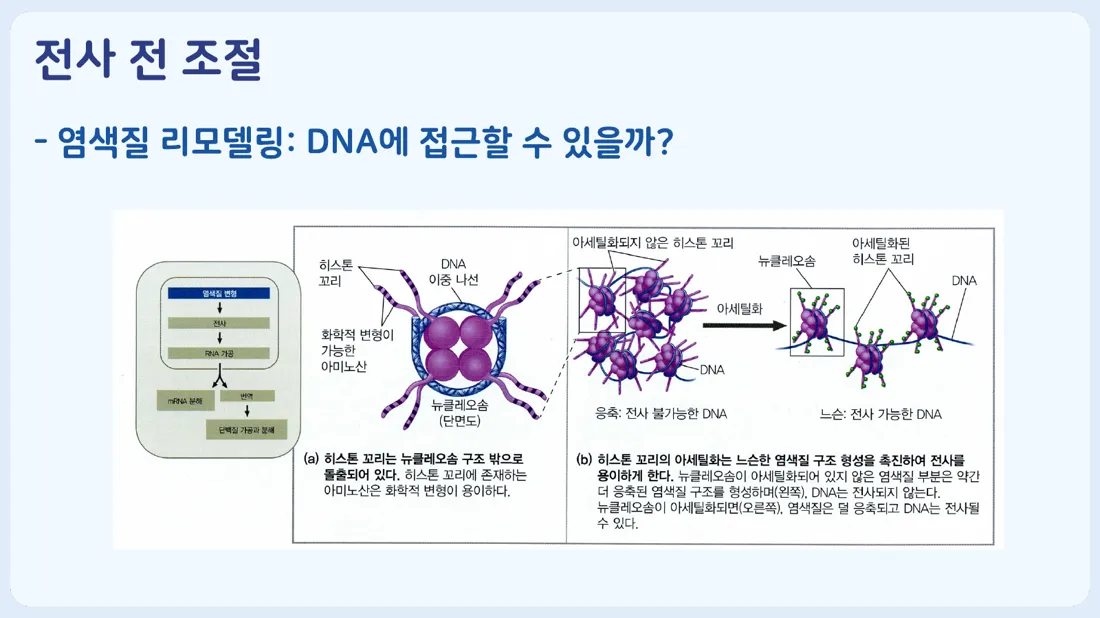 전사 전 조절
- 염색질 리모델링: DNA에 접근할 수 있을까?
염색질 변형
전사
RNA 가공
mRNA 분해
번역
단백질 가공과 분해
히스톤
꼬리
DNA
이중 나선
화학적 변형이
가능한
아미노산
뉴클레오솜
(단면도)
(a) 히스톤 꼬리는 뉴클레오솜 구조 밖으로
돌출되어 있다. 히스톤 꼬리에 존재하는
아미노산은 화학적 변형이 용이하다.
아세틸화되지 않은 히스톤 꼬리
DNA
응축: 전사 불가능한 DNA
아세틸화
뉴클레오솜
아세틸화된
히스톤 꼬리
DNA
느슨: 전사 가능한 DNA
(b) 히스톤 꼬리의 아세틸화는 느슨한 염색질 구조 형성을 촉진하여 전사를
용이하게 한다. 뉴클레오솜이 아세틸화되어 있지 않은 염색질 부분은 약간
더 응축된 염색질 구조를 형성하며(왼쪽), DNA는 전사되지 않는다.
뉴클레오솜이 아세틸화되면(오른쪽), 염색질은 덜 응축되고 DNA는 전사될
수 있다.